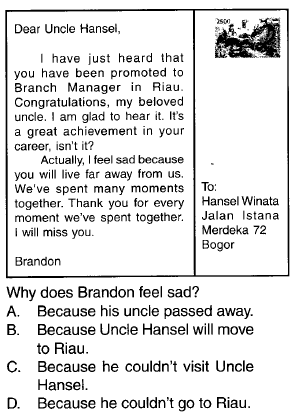 Dear Uncle Hansel,
I have just heard that
you have been promoted to
Branch Manager in Riau.
Congratulations, my beloved
uncle. I am glad to hear it. It's
a great achievement in your
career, isn't it?
Actually, I feel sad because
you will live far away from us.
We've spent many moments
together. Thank you for every
moment we've spent together.
I will miss you.
Brandon
2500
To:
Hansel Winata
Jalan Istana
Merdeka 72
Bogor
Why does Brandon feel sad?
A. Because his uncle passed away.
B. Because Uncle Hansel will move
to Riau.
C. Because he couldn't visit Uncle
Hansel.
D. Because he couldn't go to Riau.